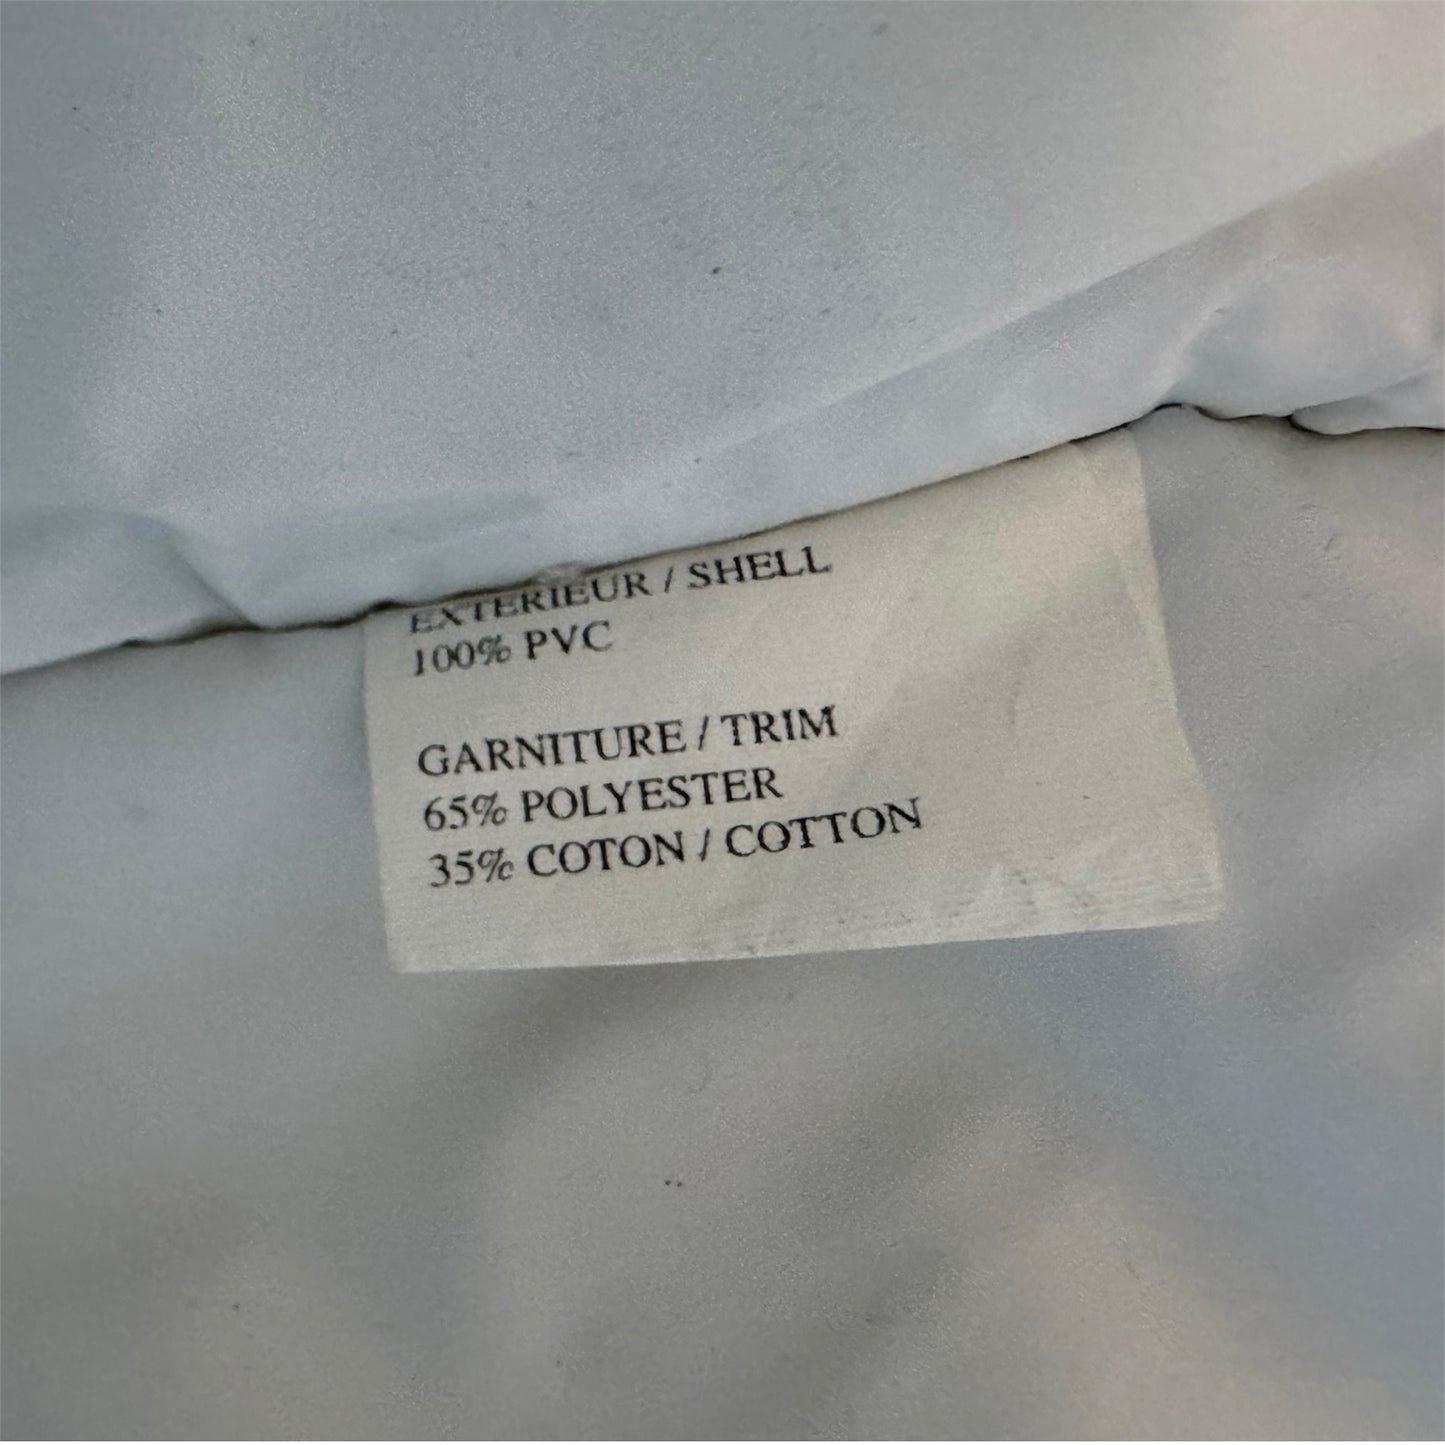 EXTERIEUR / SHELL
100% PVC
GARNITURE / TRIM
65% POLYESTER
35% COTON / COTTON